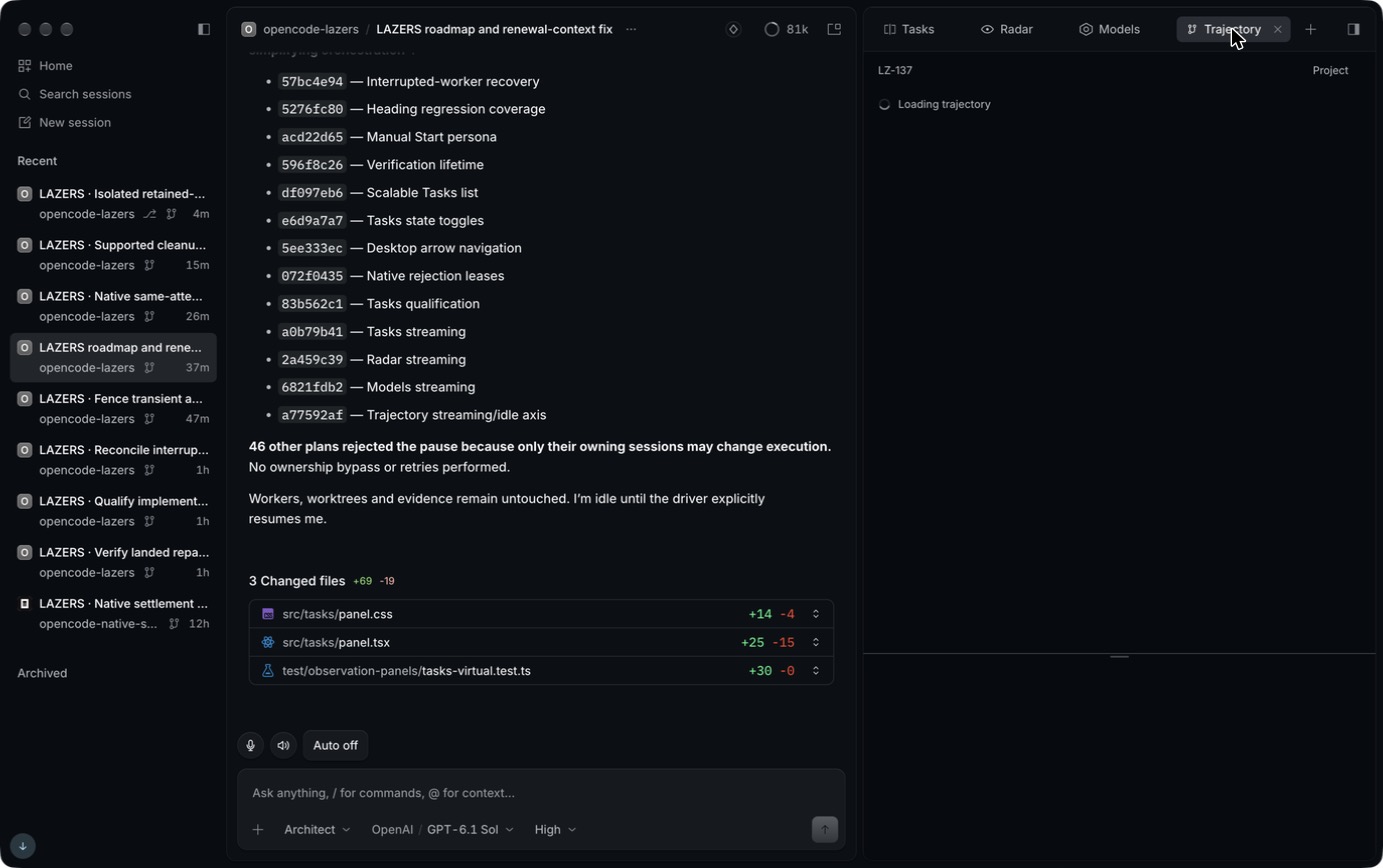 Home
Search sessions
New session
Recent
LAZERS · Isolated retained-...
opencode-lazers 4m
LAZERS · Supported cleanu...
opencode-lazers 15m
LAZERS · Native same-atte...
opencode-lazers 26m
LAZERS roadmap and rene...
opencode-lazers 37m
LAZERS · Fence transient a...
opencode-lazers 47m
LAZERS · Reconcile interrup...
opencode-lazers 1h
LAZERS · Qualify implement...
opencode-lazers 1h
LAZERS · Verify landed repa...
opencode-lazers 1h
LAZERS · Native settlement ...
opencode-native-s... 12h
Archived
opencode-lazers / LAZERS roadmap and renewal-context fix ... 81k
simplifying orchestration
• 57bc4e94 — Interrupted-worker recovery
• 5276fc80 — Heading regression coverage
• acd22d65 — Manual Start persona
• 596f8c26 — Verification lifetime
• df097eb6 — Scalable Tasks list
• e6d9a7a7 — Tasks state toggles
• 5ee333ec — Desktop arrow navigation
• 072f0435 — Native rejection leases
• 83b562c1 — Tasks qualification
• a0b79b41 — Tasks streaming
• 2a459c39 — Radar streaming
• 6821fdb2 — Models streaming
• a77592af — Trajectory streaming/idle axis
46 other plans rejected the pause because only their owning sessions may change execution.
No ownership bypass or retries performed.
Workers, worktrees and evidence remain untouched. I'm idle until the driver explicitly
resumes me.
3 Changed files +69 -19
src/tasks/panel.css +14 -4
src/tasks/panel.tsx +25 -15
test/observation-panels/tasks-virtual.test.ts +30 -0
Auto off
Ask anything, / for commands, @ for context...
Architect OpenAI / GPT-6.1 Sol High
Tasks Radar Models Trajectory
LZ-137 Project
Loading trajectory